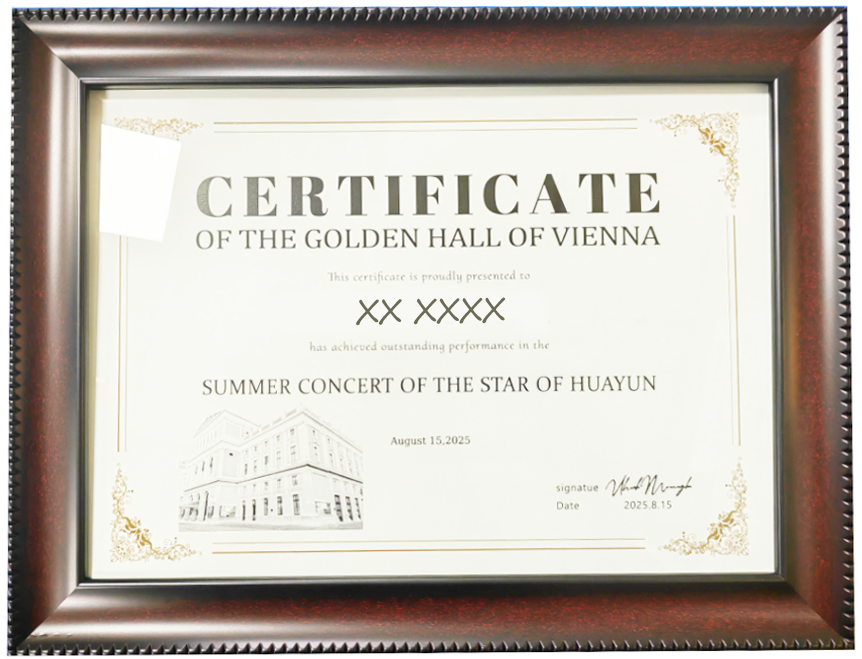 CERTIFICATE
OF THE GOLDEN HALL OF VIENNA
This certificate is proudly presented to
XX XXXX
has achieved outstanding performance in the
SUMMER CONCERT OF THE STAR OF HUAYUN
August 15,2025
signatue
Date 2025.8.15